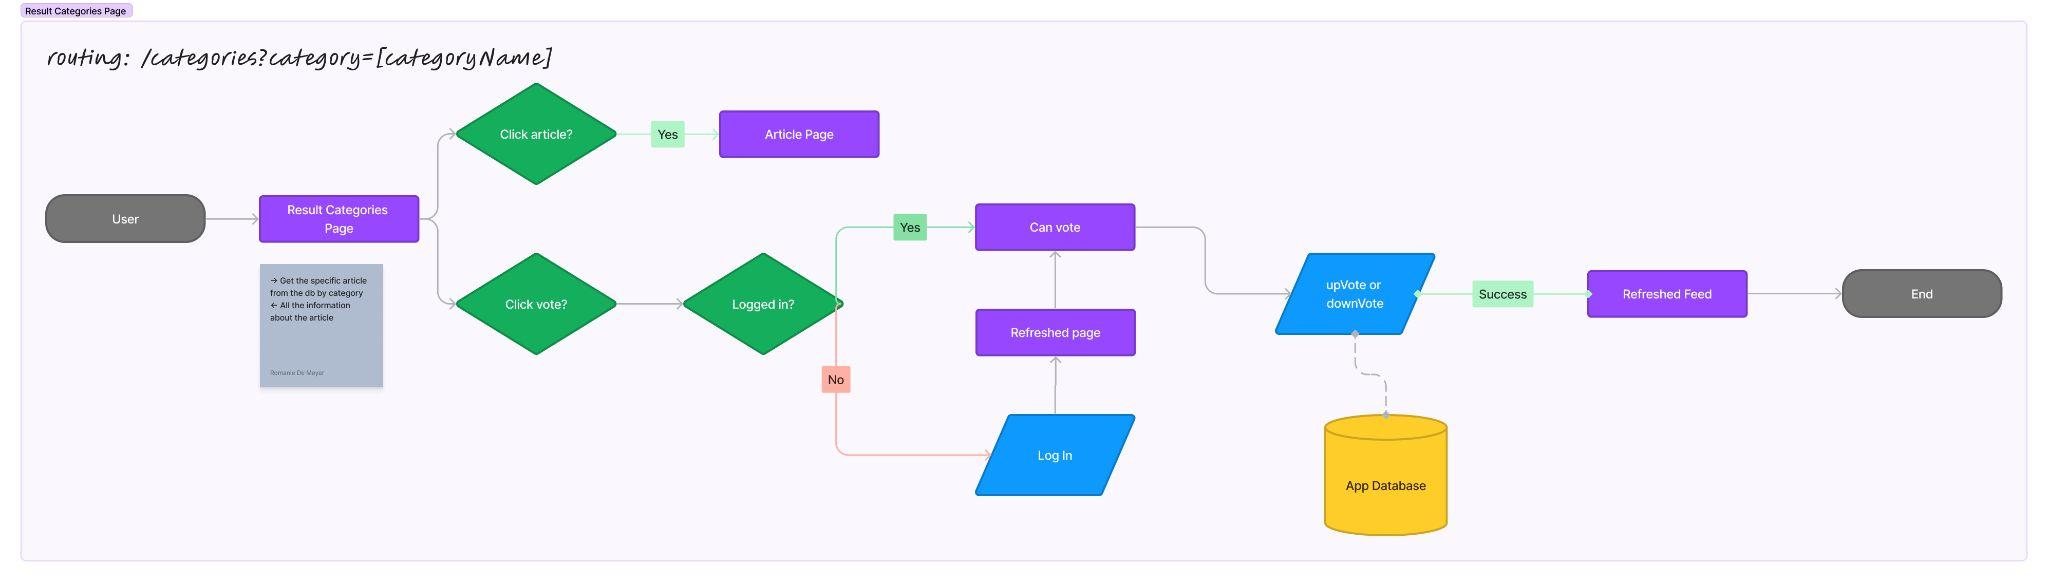 Result Categories Page
routing: /categories?category=[categoryName]
Click article?
Yes
Article Page
User
Result Categories
Page
→ Get the specific article
from the db by category
← All the information
about the article
Romanie De Meyer
Click vote?
Logged in?
Yes
No
Can vote
Refreshed page
Log In
upVote or
downVote
Success
Refreshed Feed
End
App Database